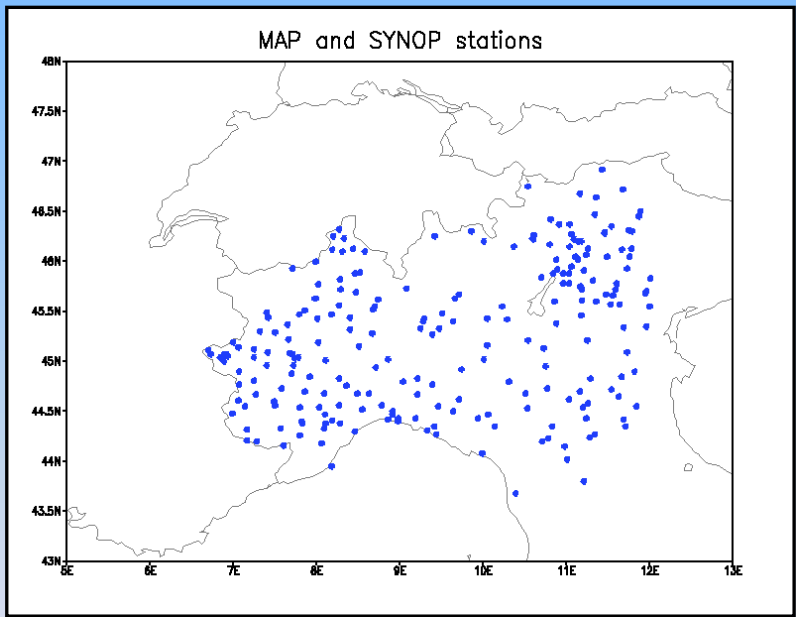 MAP and SYNOP stations
48N
47.5N
47N
46.5N
46N
45.5N
45N
44.5N
44N
43.5N
43N
5E 6E 7E 8E 9E 10E 11E 12E 13E